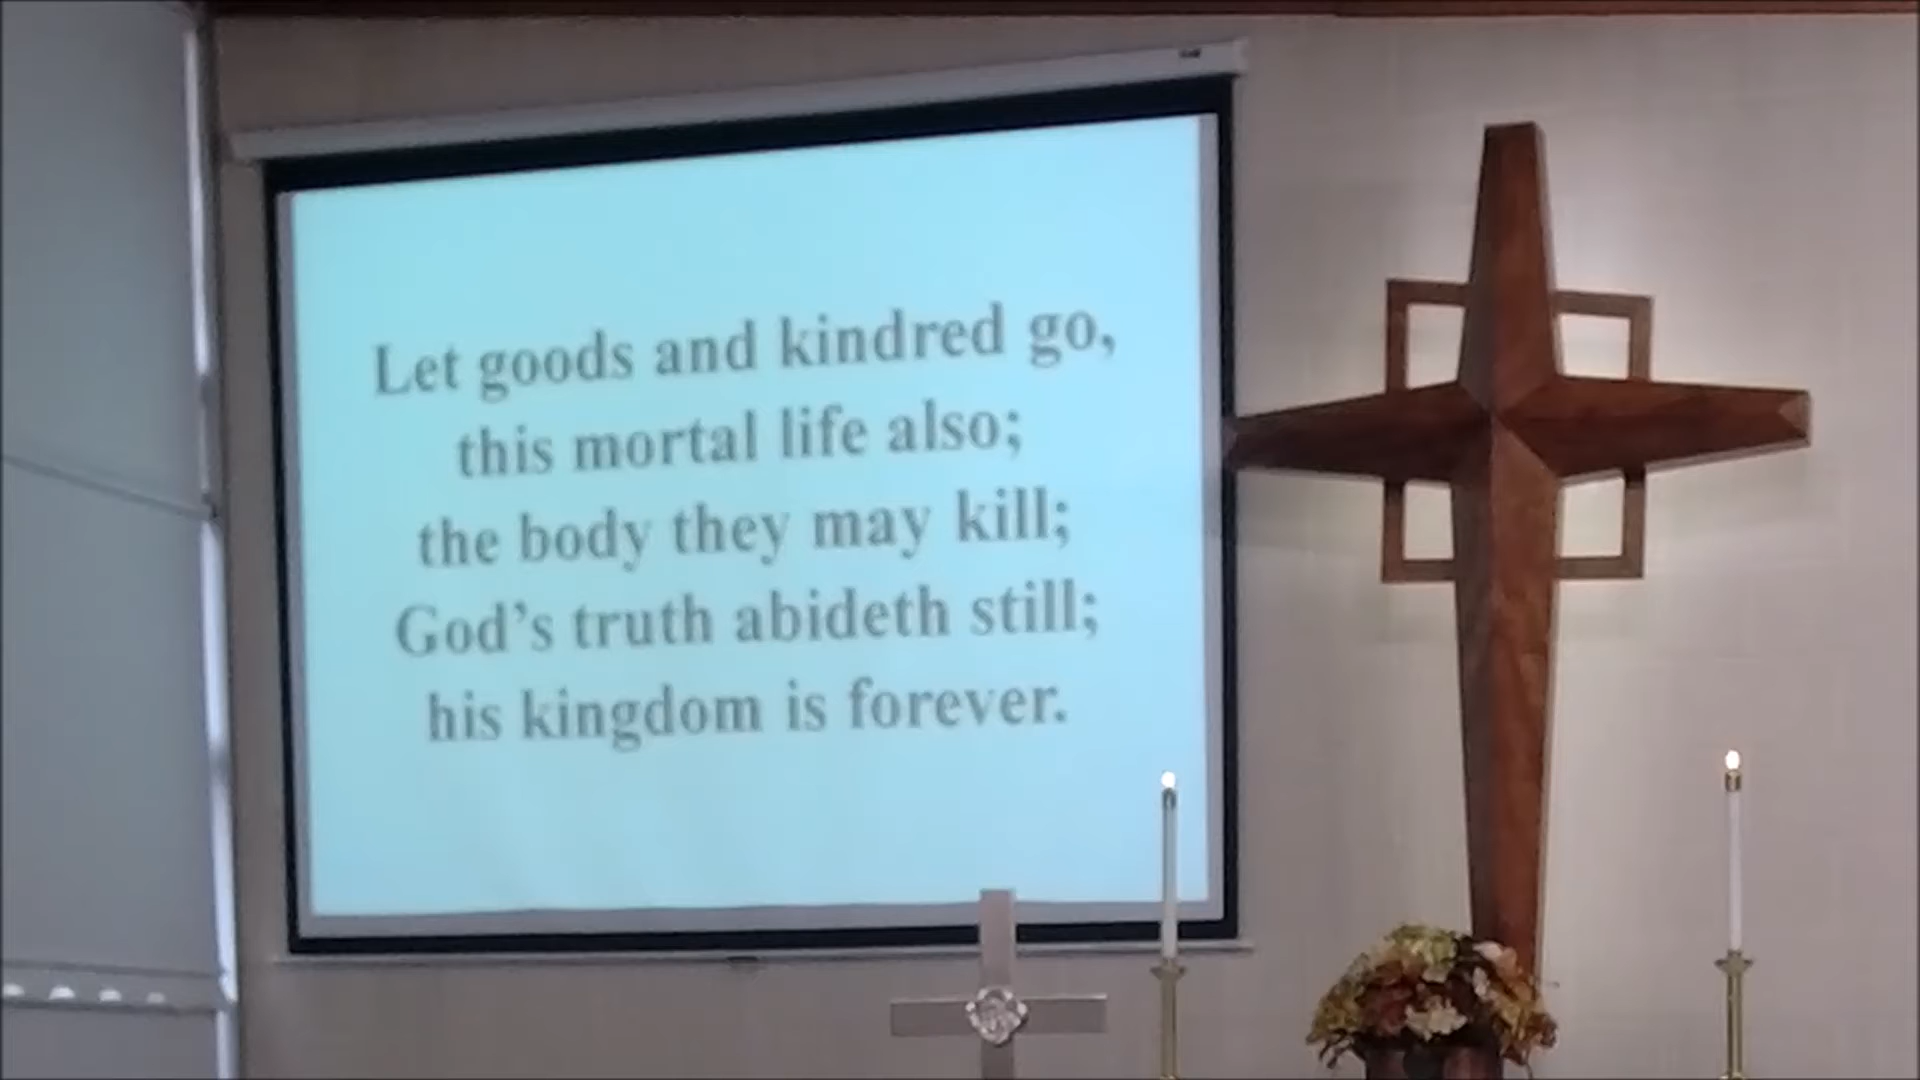 Let goods and kindred go,
this mortal life also;
the body they may kill;
God’s truth abideth still;
his kingdom is forever.